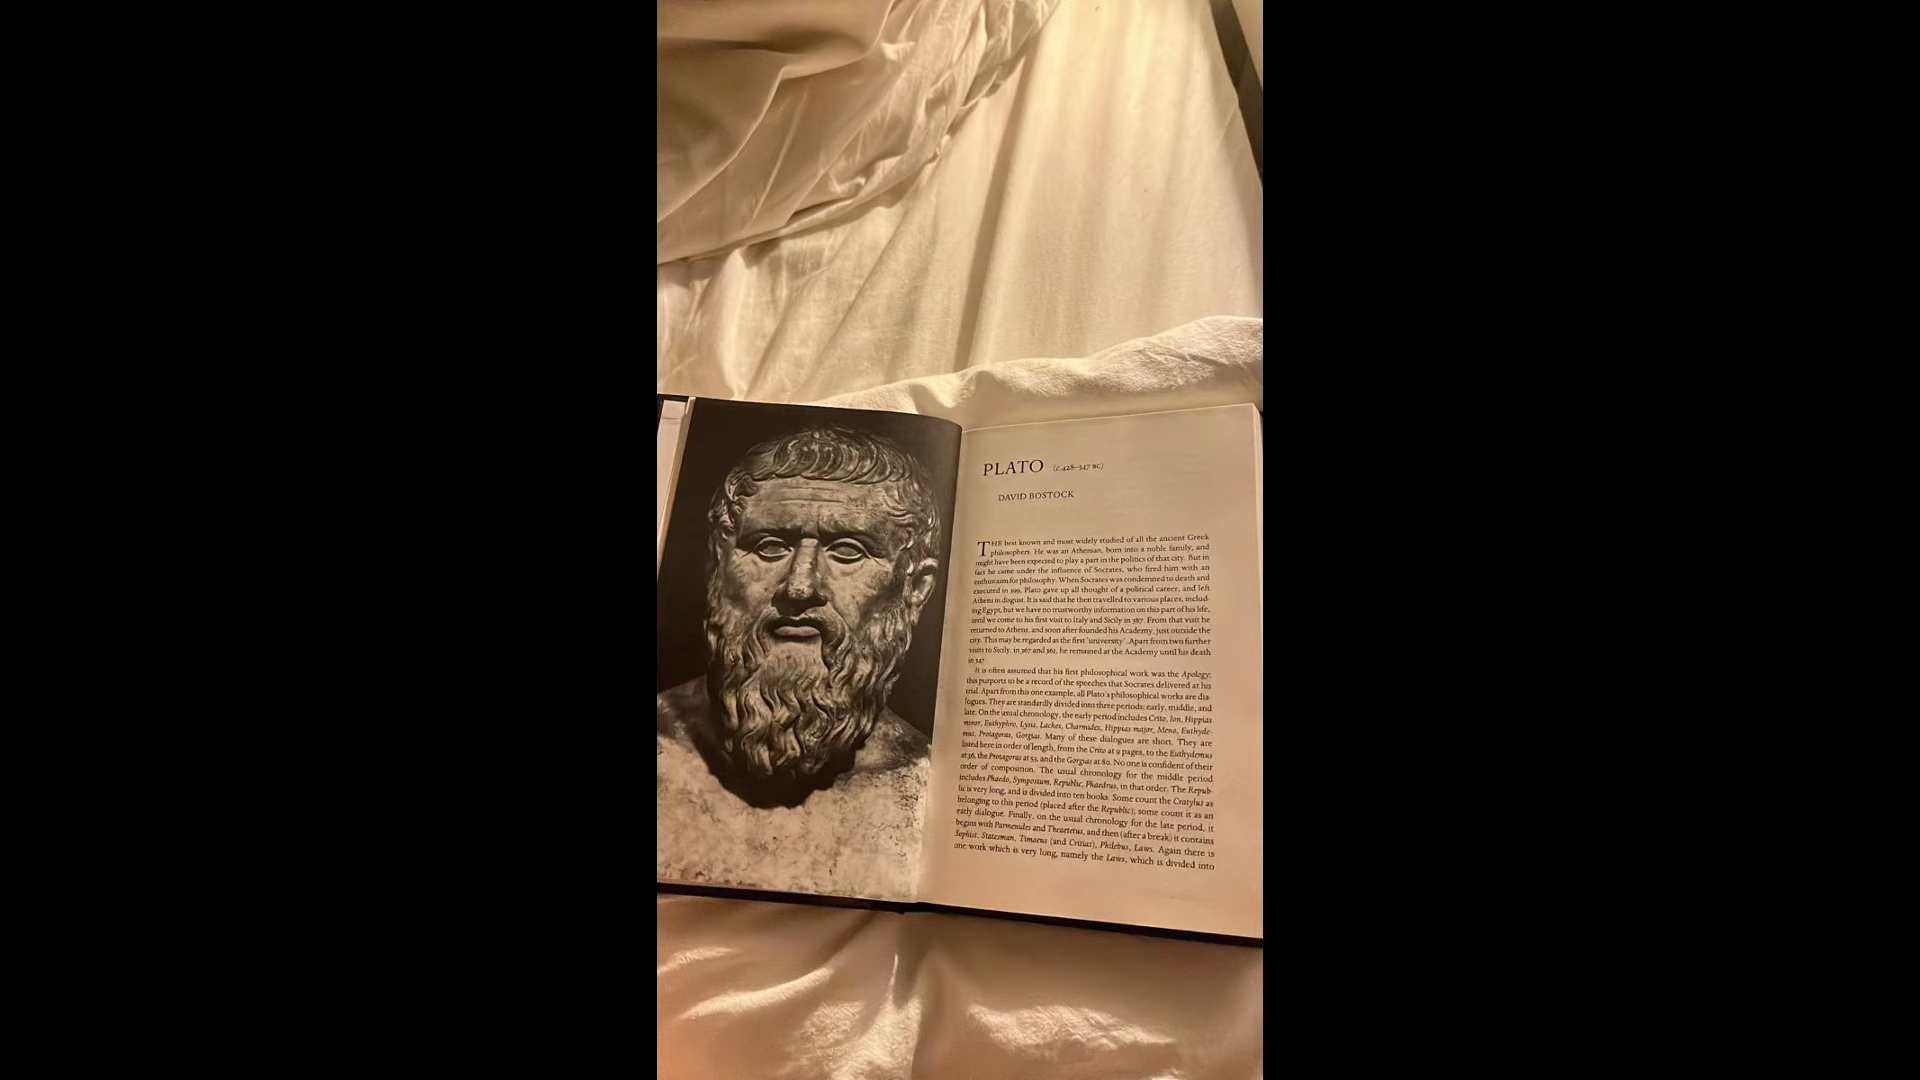 PLATO (c.428–347 BC)
DAVID BOSTOCK
THE best known and most widely studied of all the ancient Greek
philosophers. He was an Athenian, born into a noble family, and
might have been expected to play a part in the politics of that city. But in
fact he came under the influence of Socrates, who fired him with an
enthusiasm for philosophy. When Socrates was condemned to death and
executed in 399, Plato gave up all thought of a political career, and left
Athens in disgust. It is said that he then travelled to various places, includ-
ing Egypt, but we have no trustworthy information on this part of his life,
until we come to his first visit to Italy and Sicily in 387. From that visit he
returned to Athens, and soon after founded his Academy, just outside the
city. This may be regarded as the first 'university'. Apart from two further
visits to Sicily, in 367 and 361, he remained at the Academy until his death
in 347.
It is often assumed that his first philosophical work was the Apology;
this purports to be a record of the speeches that Socrates delivered at his
trial. Apart from this one example, all Plato's philosophical works are dia-
logues. They are standardly divided into three periods: early, middle, and
late. On the usual chronology, the early period includes Crito, Ion, Hippias
minor, Euthyphro, Lysis, Laches, Charmides, Hippias major, Meno, Euthyde-
mus, Protagoras, Gorgias. Many of these dialogues are short. They are
listed here in order of length, from the Crito at 9 pages, to the Euthydemus
at 36, the Protagoras at 53, and the Gorgias at 80. No one is confident of their
order of composition. The usual chronology for the middle period
includes Phaedo, Symposium, Republic, Phaedrus, in that order. The Repub-
lic is very long, and is divided into ten books. Some count the Cratylus as
belonging to this period (placed after the Republic), some count it as an
early dialogue. Finally, on the usual chronology for the late period, it
begins with Parmenides and Theaetetus, and then (after a break) it contains
Sophist, Statesman, Timaeus (and Critias), Philebus, Laws. Again there is
one work which is very long, namely the Laws, which is divided into